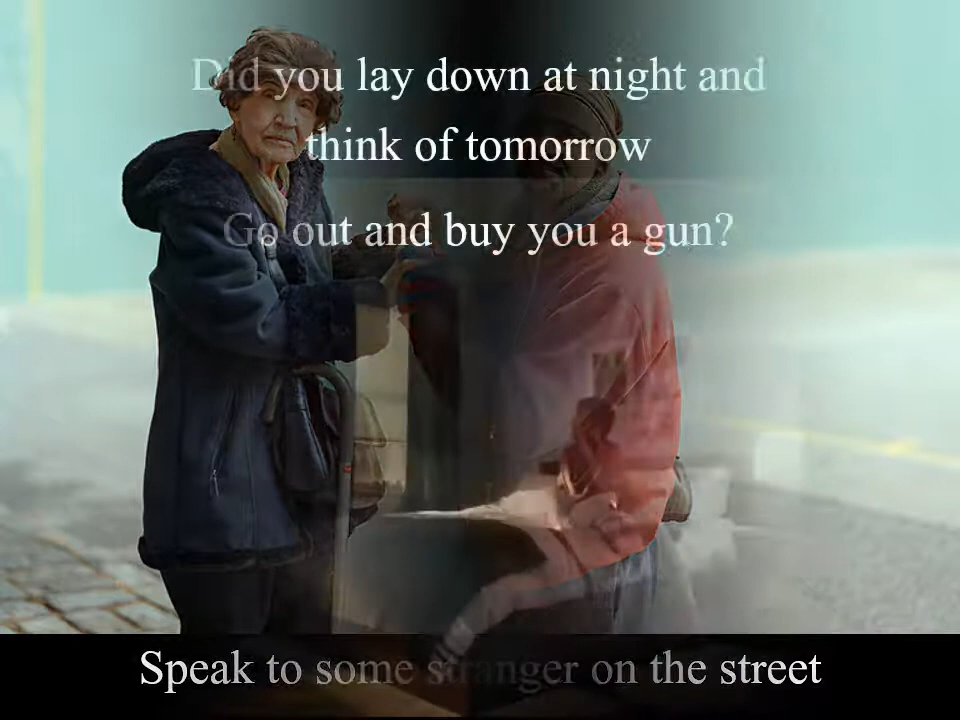 Did you lay down at night and
think of tomorrow
Go out and buy you a gun?
Speak to some stranger on the street